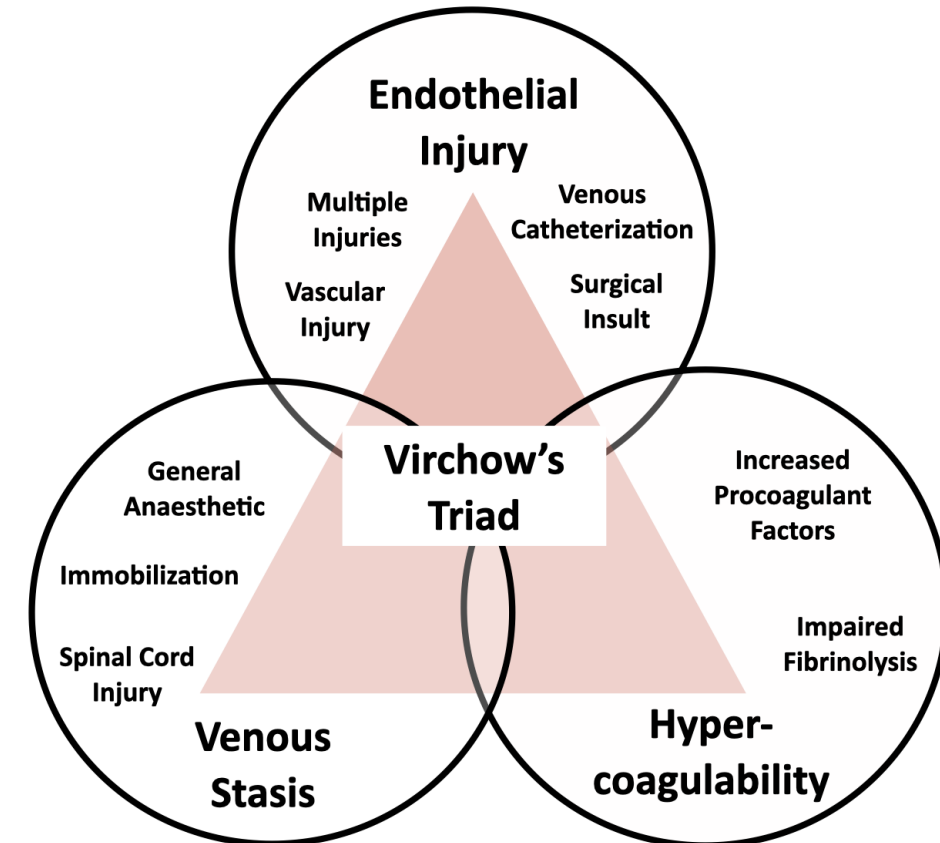 Endothelial
Injury
Multiple
Injuries
Venous
Catheterization
Vascular
Injury
Surgical
Insult
Virchow’s
Triad
General
Anaesthetic
Immobilization
Spinal Cord
Injury
Venous
Stasis
Increased
Procoagulant
Factors
Impaired
Fibrinolysis
Hyper-
coagulability